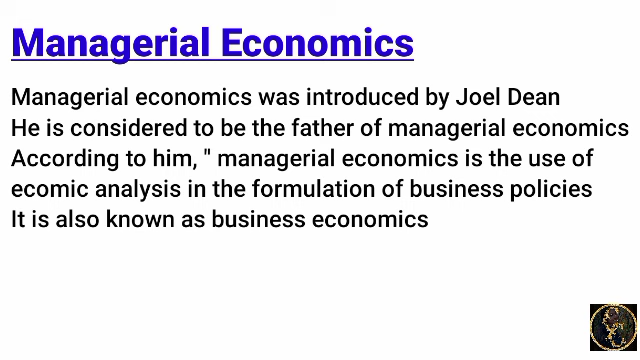 Managerial Economics
Managerial economics was introduced by Joel Dean
He is considered to be the father of managerial economics
According to him, " managerial economics is the use of
ecomic analysis in the formulation of business policies
It is also known as business economics